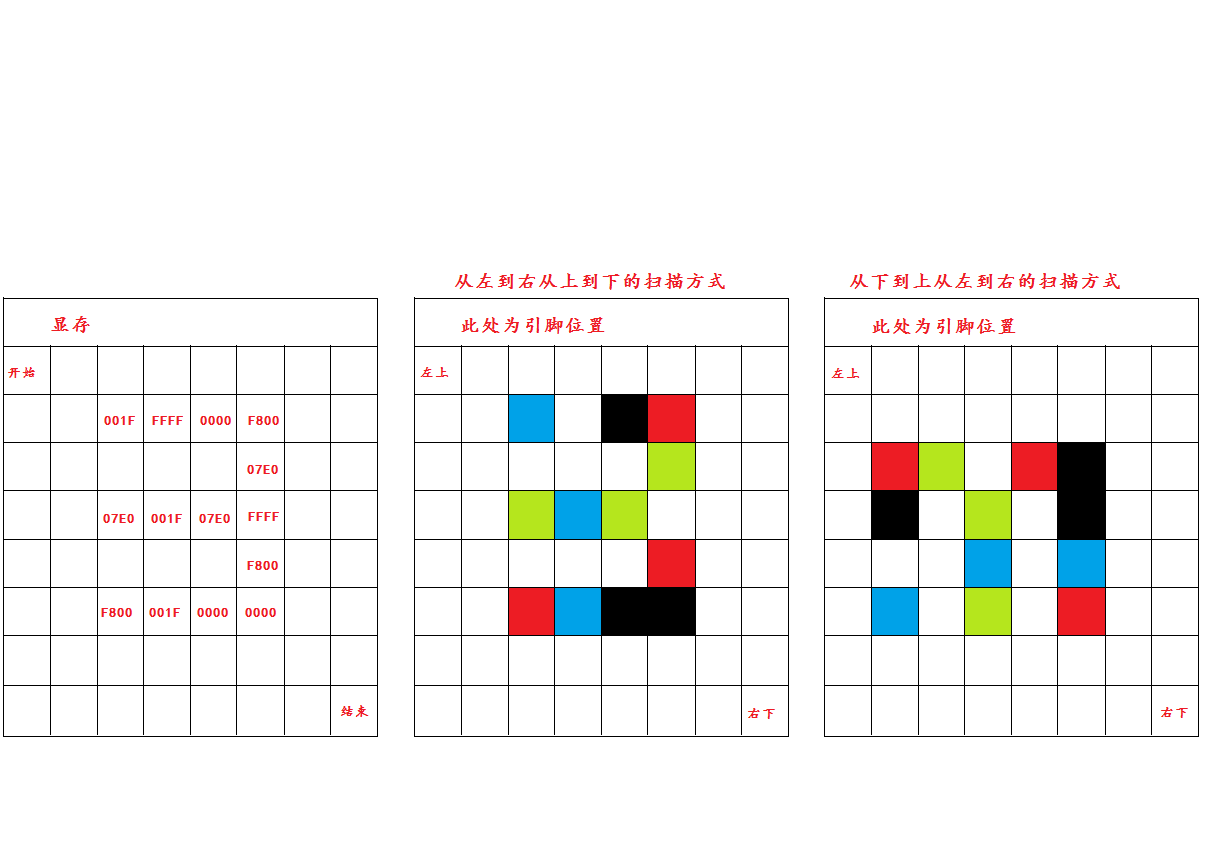 从左到右从上到下的扫描方式
从下到上从左到右的扫描方式
显存
此处为引脚位置
此处为引脚位置
开始
左上
左上
001F FFFF 0000 F800
07E0
07E0 001F 07E0 FFFF
F800
F800 001F 0000 0000
结束
右下
右下